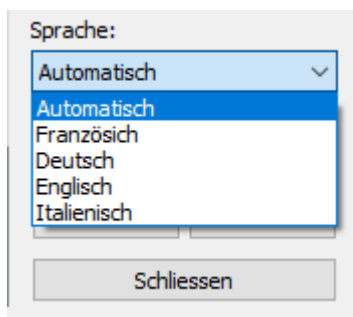 Sprache:
Automatisch
Automatisch
Französich
Deutsch
Englisch
Italienisch
Schliessen